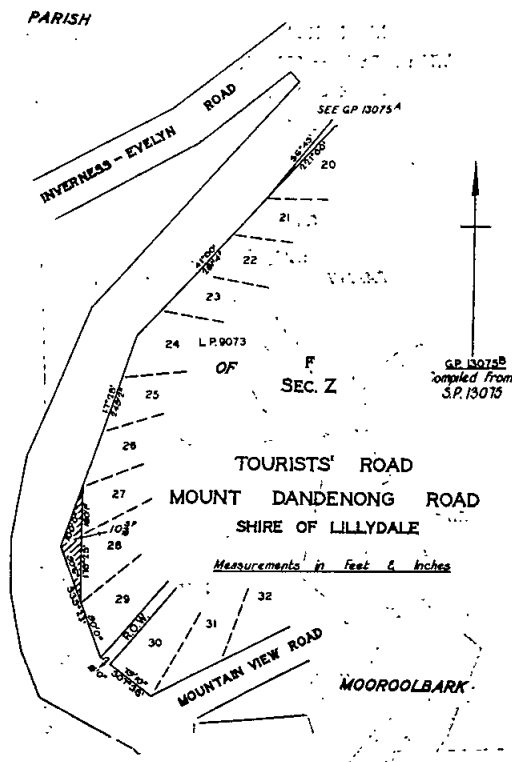 PARISH
INVERNESS - EVELYN ROAD
SEE G.P. 13075A
20
21
22
23
24 L.P. 9073
OF F
SEC. Z
25
26
27
28
29
R.O.W.
30
31
32
G.P. 13075B
compiled from
S.P. 13075
TOURISTS' ROAD
MOUNT DANDENONG ROAD
SHIRE OF LILLYDALE
Measurements in Feet & Inches
MOUNTAIN VIEW ROAD
MOOROOLBARK